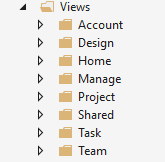 Views
Account
Design
Home
Manage
Project
Shared
Task
Team